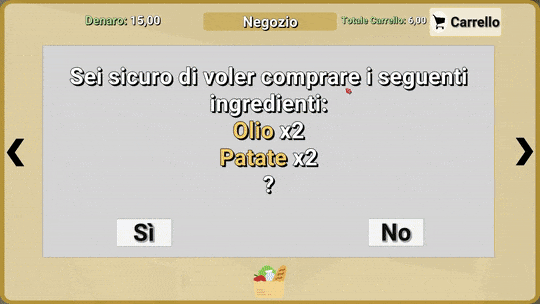 Denaro: 15,00
Negozio
Totale Carrello: 6,00
Carrello
Sei sicuro di voler comprare i seguenti
ingredienti:
Olio x2
Patate x2
?
Sì
No